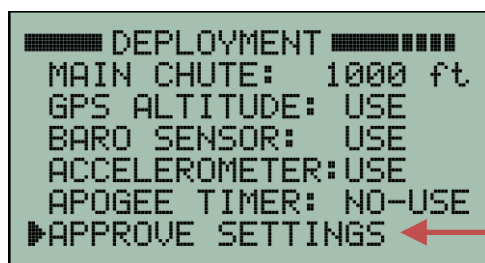 DEPLOYMENT
MAIN CHUTE: 1000 ft
GPS ALTITUDE: USE
BARO SENSOR: USE
ACCELEROMETER:USE
APOGEE TIMER: NO-USE
APPROVE SETTINGS